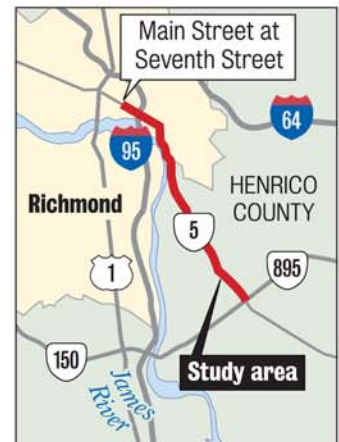 Main Street at
Seventh Street
64
95
HENRICO
COUNTY
Richmond
5
1
895
150
Study area
James
River